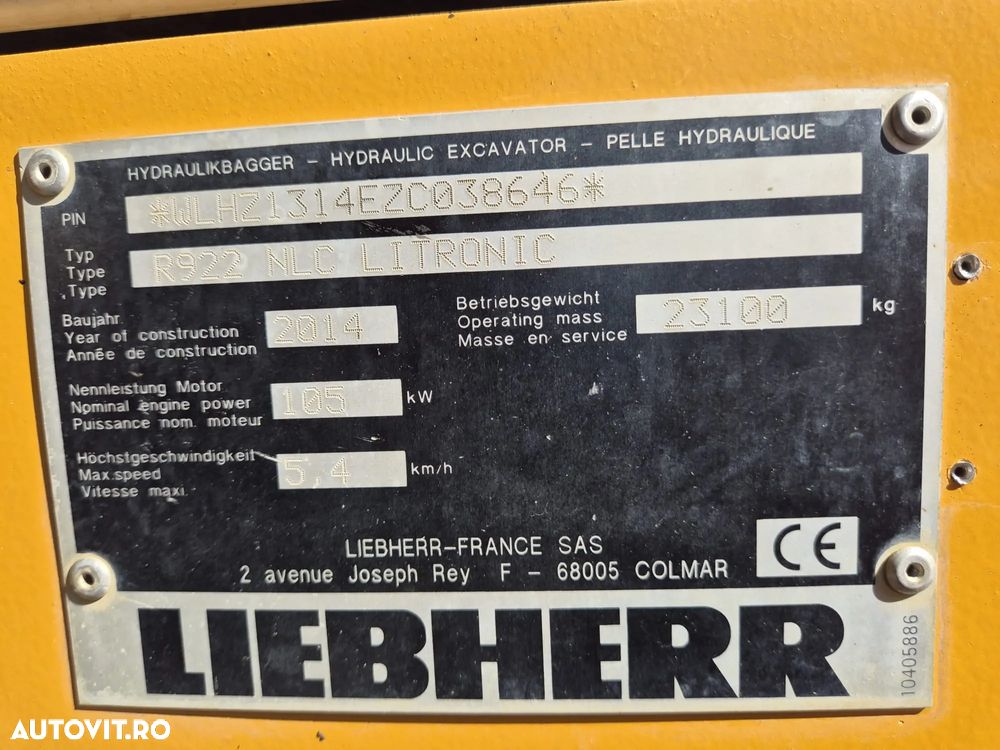 HYDRAULIKBAGGER - HYDRAULIC EXCAVATOR - PELLE HYDRAULIQUE
PIN *WLHZ1314EZC038646*
Typ
Type
Type
R922 NLC LITRONIC
Baujahr
Year of construction
Année de construction
2014
Betriebsgewicht
Operating mass
Masse en service
23100 kg
Nennleistung Motor
Nominal engine power
Puissance nom. moteur
105 kW
Höchstgeschwindigkeit
Max.speed
Vitesse maxi.
5,4 km/h
LIEBHERR-FRANCE SAS
2 avenue Joseph Rey F - 68005 COLMAR
CE
LIEBHERR
10405886
AUTOVIT.RO